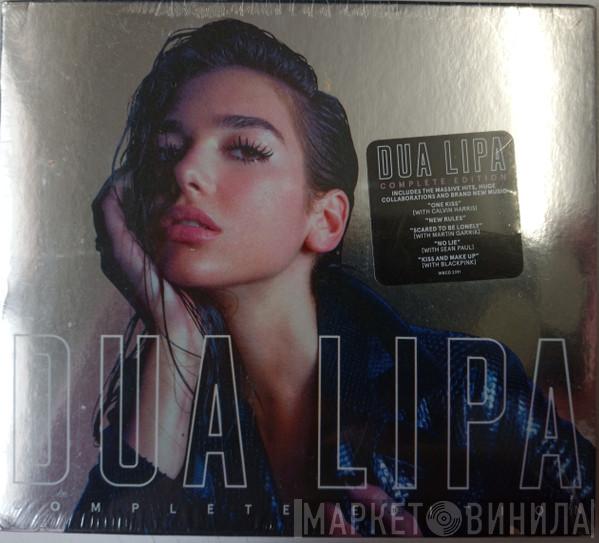 DUA LIPA
COMPLETE EDITION
INCLUDES THE MASSIVE HITS, HUGE
COLLABORATIONS AND BRAND NEW MUSIC
"ONE KISS"
[WITH CALVIN HARRIS]
"NEW RULES"
"SCARED TO BE LONELY"
[WITH MARTIN GARRIX]
"NO LIE"
[WITH SEAN PAUL]
"KISS AND MAKE UP"
[WITH BLACKPINK]
DUA LIPA
COMPLETE EDITION
МАРКЕТ ВИНИЛА